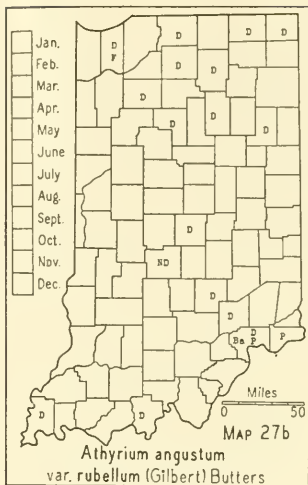 Jan.
Feb.
Mar.
Apr.
May
June
July
Aug.
Sept.
Oct.
Nov.
Dec.
D D D D
F D D
D D D
D D
D
ND
D
D
D
Ba P P
D D
Miles
0 50
MAP 27b
Athyrium angustum
var. rubellum (Gilbert) Butters